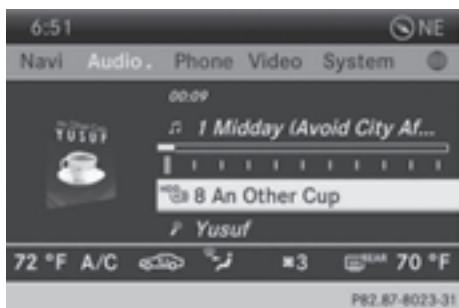 6:51 NE
Navi Audio Phone Video System
00:09
YUSUF
1 Midday (Avoid City Af...
8 An Other Cup
Yusuf
72 °F A/C 3 REAR 70 °F
P82.87-8023-31